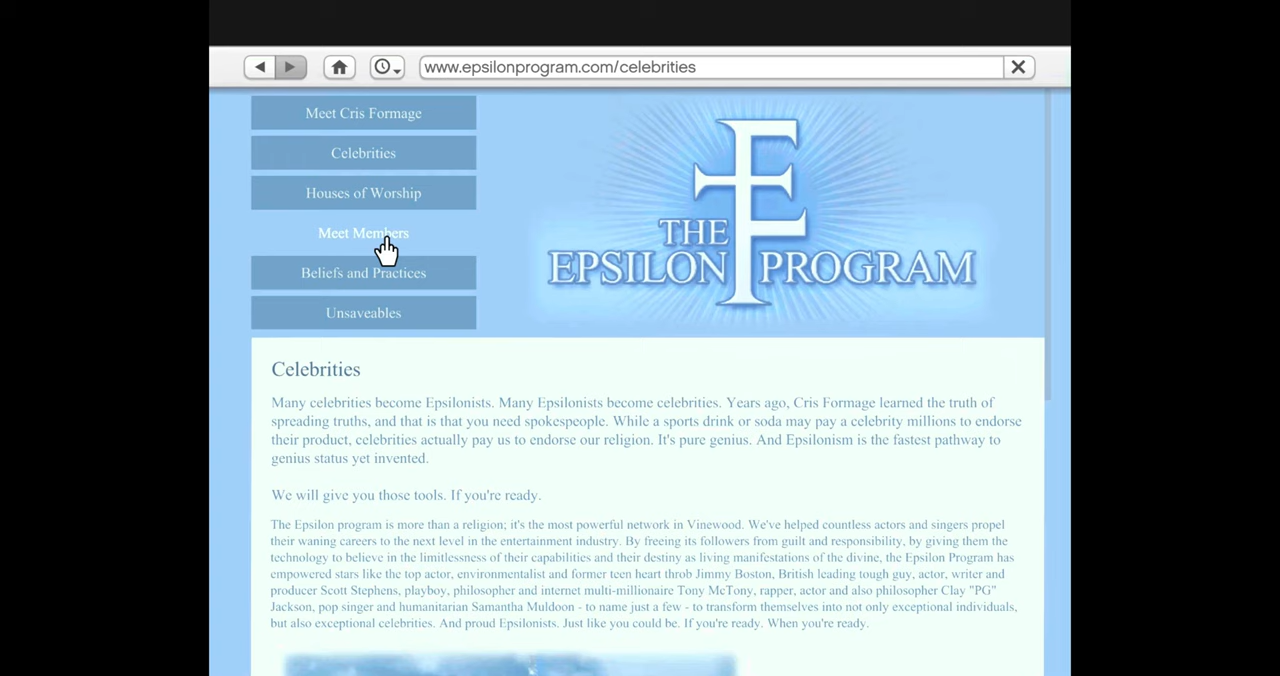 www.epsilonprogram.com/celebrities
Meet Cris Formage
Celebrities
Houses of Worship
Meet Members
Beliefs and Practices
Unsaveables
THE
EPSILON PROGRAM
Celebrities
Many celebrities become Epsilonists. Many Epsilonists become celebrities. Years ago, Cris Formage learned the truth of
spreading truths, and that is that you need spokespeople. While a sports drink or soda may pay a celebrity millions to endorse
their product, celebrities actually pay us to endorse our religion. It's pure genius. And Epsilonism is the fastest pathway to
genius status yet invented.
We will give you those tools. If you're ready.
The Epsilon program is more than a religion; it's the most powerful network in Vinewood. We've helped countless actors and singers propel
their waning careers to the next level in the entertainment industry. By freeing its followers from guilt and responsibility, by giving them the
technology to believe in the limitlessness of their capabilities and their destiny as living manifestations of the divine, the Epsilon Program has
empowered stars like the top actor, environmentalist and former teen heart throb Jimmy Boston, British leading tough guy, actor, writer and
producer Scott Stephens, playboy, philosopher and internet multi-millionaire Tony McTony, rapper, actor and also philosopher Clay "PG"
Jackson, pop singer and humanitarian Samantha Muldoon - to name just a few - to transform themselves into not only exceptional individuals,
but also exceptional celebrities. And proud Epsilonists. Just like you could be. If you're ready. When you're ready.